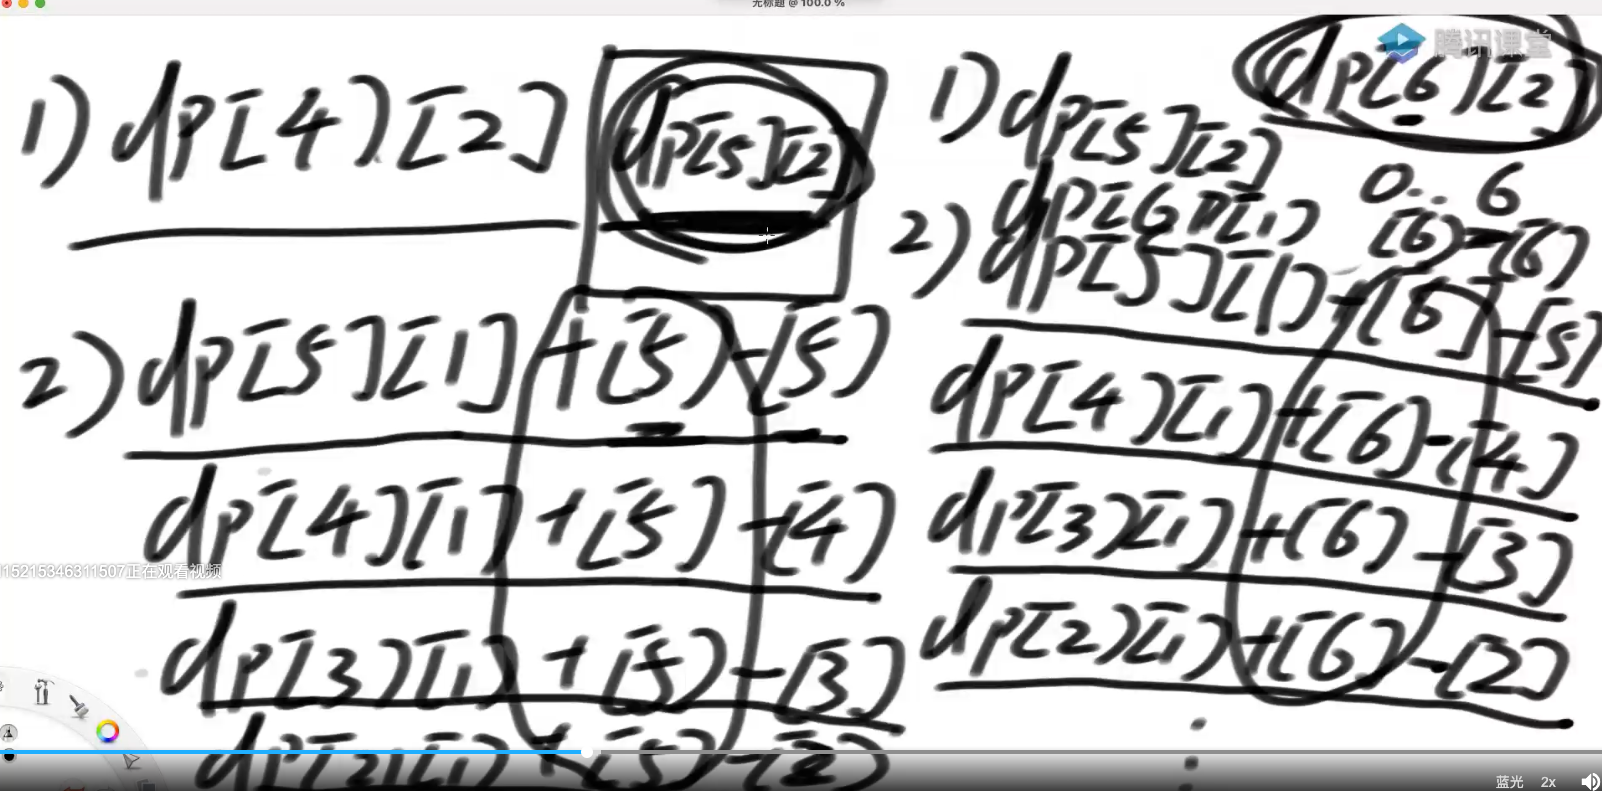 无标题 @ 100.0 %
腾讯课堂
1) dp[4][2]
dp[5][2]
2) dp[5][1] +[5] -[5]
dp[4][1] +[5] -[4]
dp[3][1] +[5] -[3]
dp[2][1] +[5] -[2]
dp[6][2]
1) dp[5][2]
0..6
2) dp[6][1] [6]-[6]
dp[5][1]+[6]-[5]
dp[4][1]+[6]-[4]
dp[3][1]+[6]-[3]
dp[2][1]+[6]-[2]
15215346311507正在观看视频
蓝光 2x